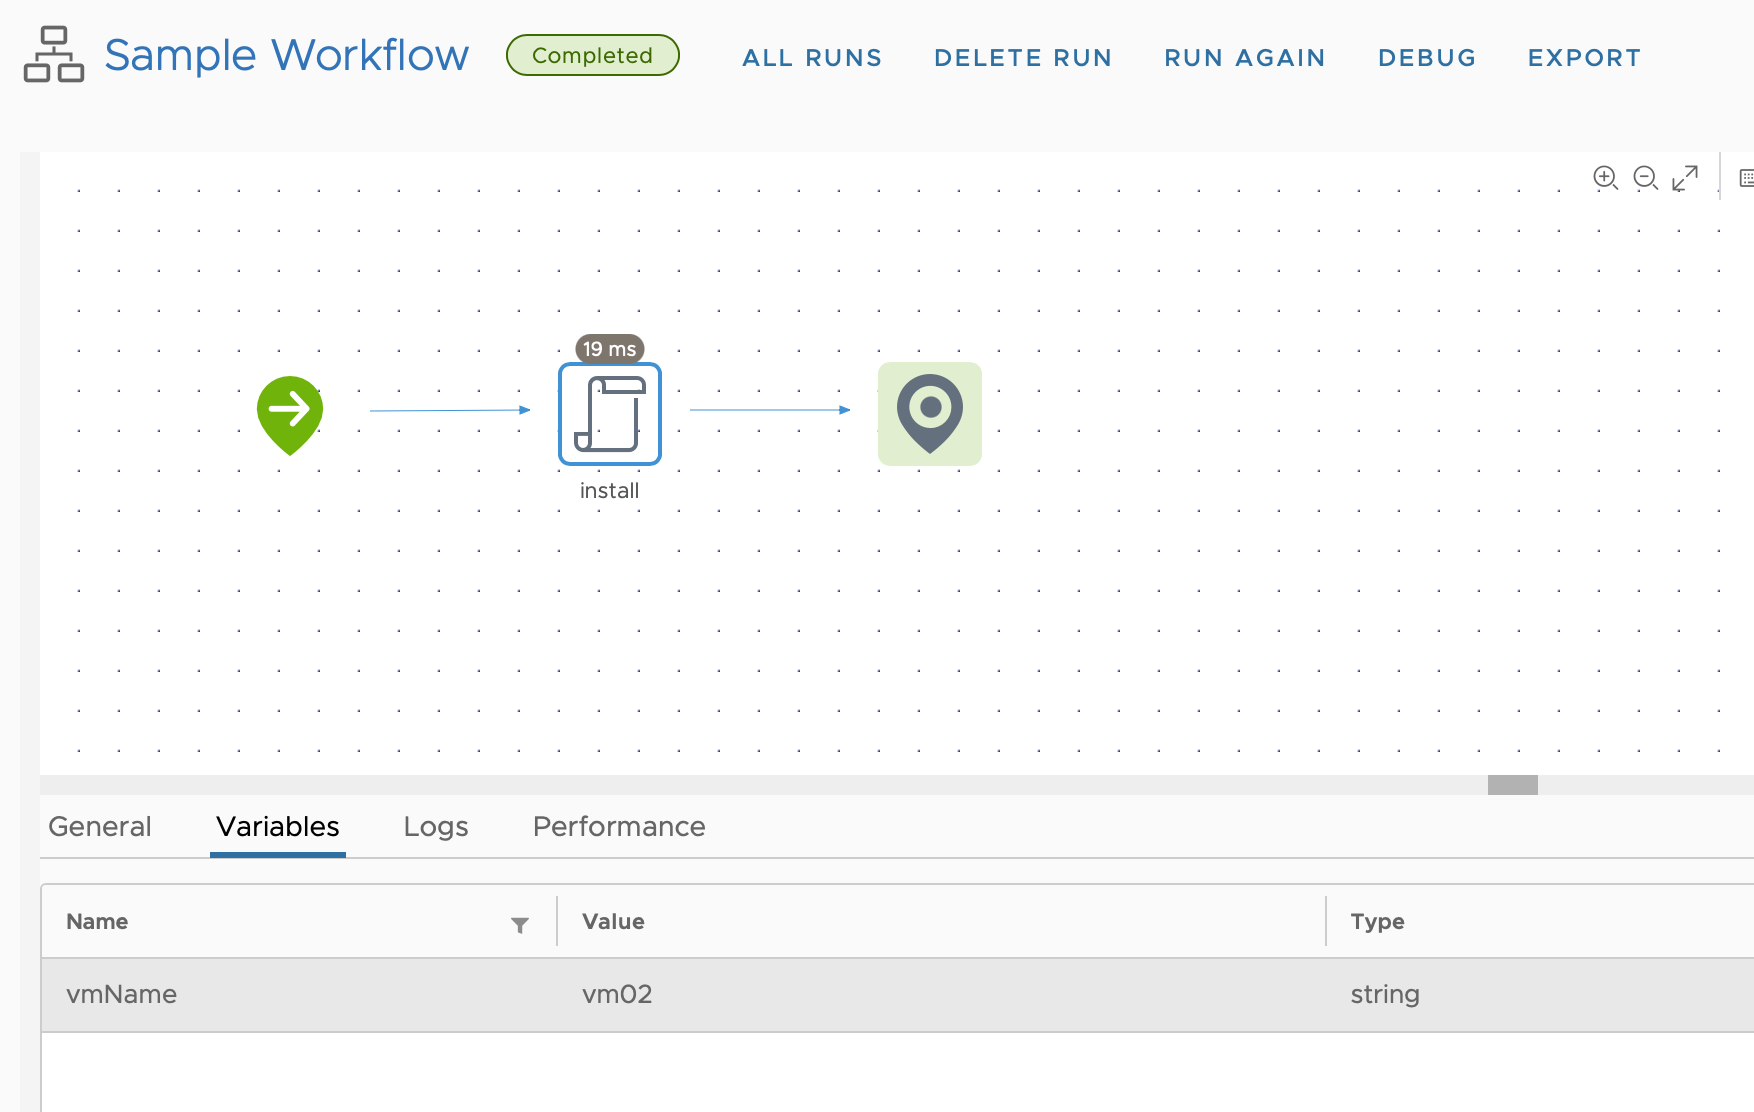 Sample Workflow Completed ALL RUNS DELETE RUN RUN AGAIN DEBUG EXPORT
19 ms
install
General Variables Logs Performance
Name Value Type
vmName vm02 string